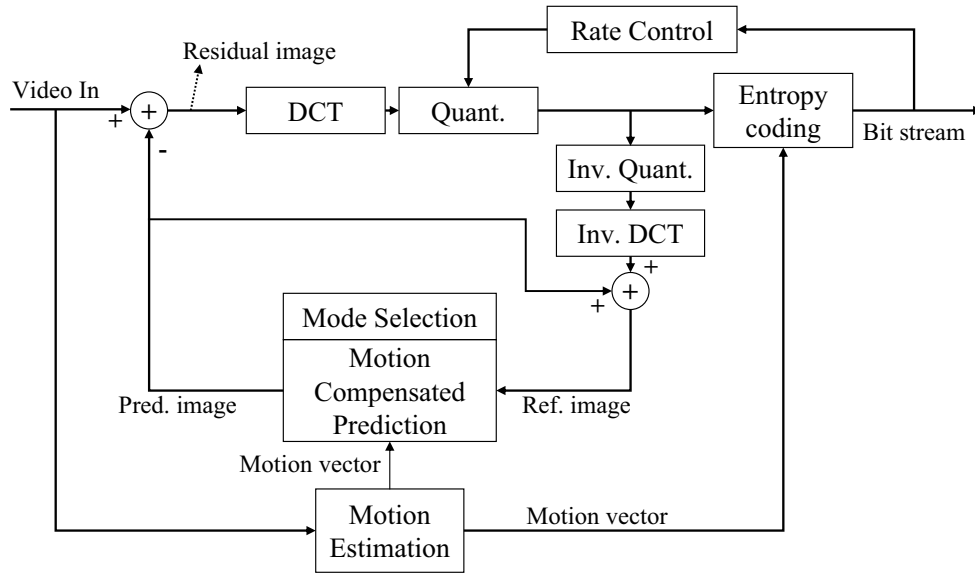 Rate Control
Residual image
Video In
+
+
DCT
Quant.
Entropy
coding
Bit stream
-
Inv. Quant.
Inv. DCT
+
+
+
Mode Selection
Motion
Compensated
Prediction
Pred. image
Ref. image
Motion vector
Motion
Estimation
Motion vector